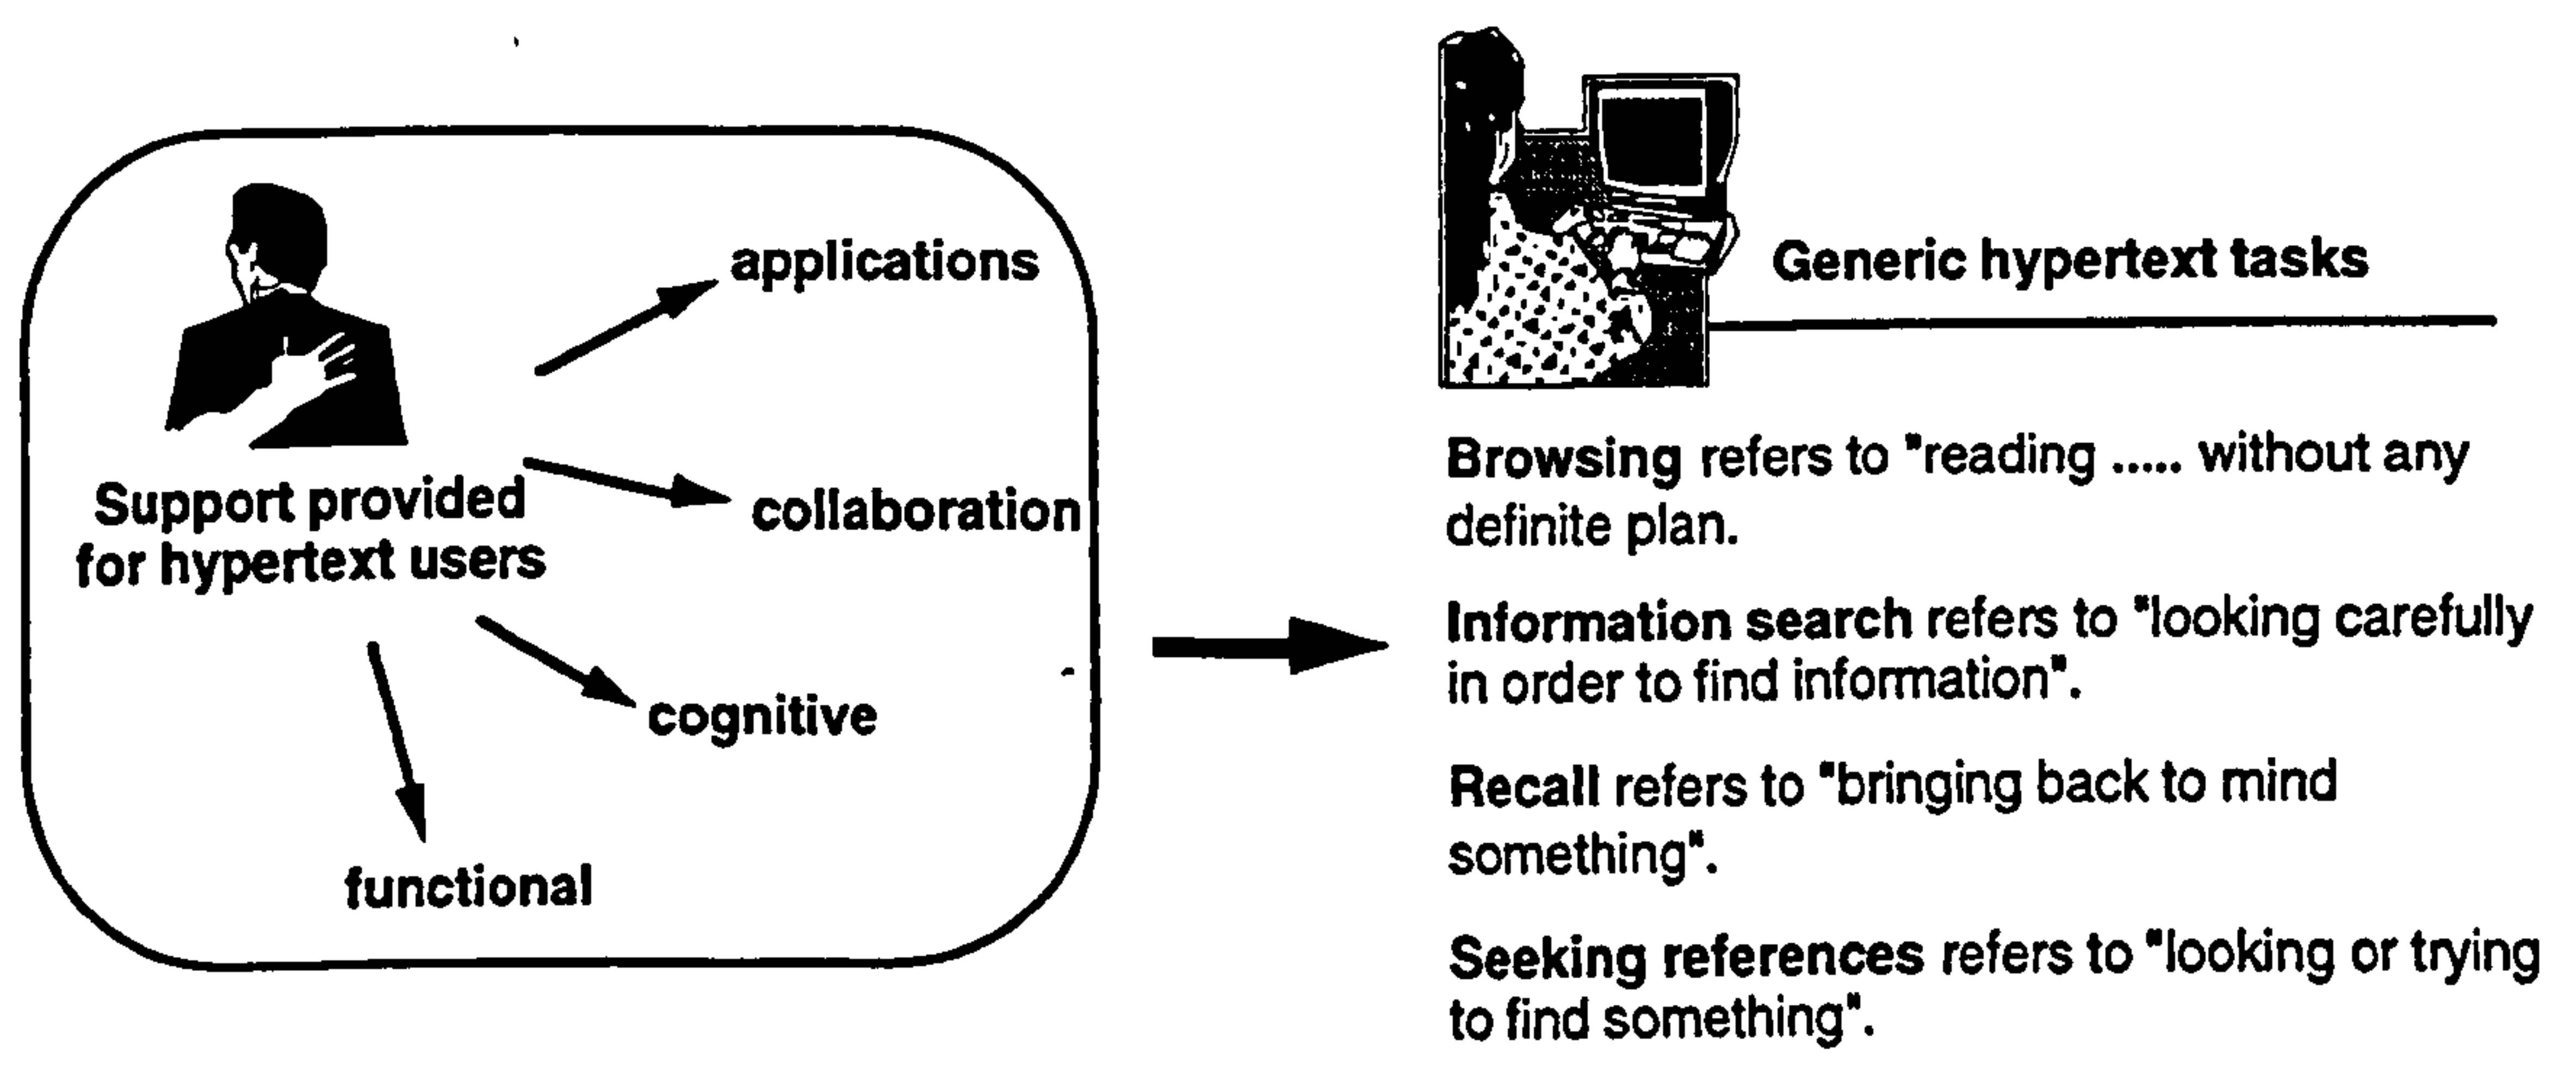 applications
Support provided
for hypertext users
collaboration
cognitive
functional
Generic hypertext tasks
Browsing refers to "reading ..... without any
definite plan.
Information search refers to "looking carefully
in order to find information".
Recall refers to "bringing back to mind
something".
Seeking references refers to "looking or trying
to find something".